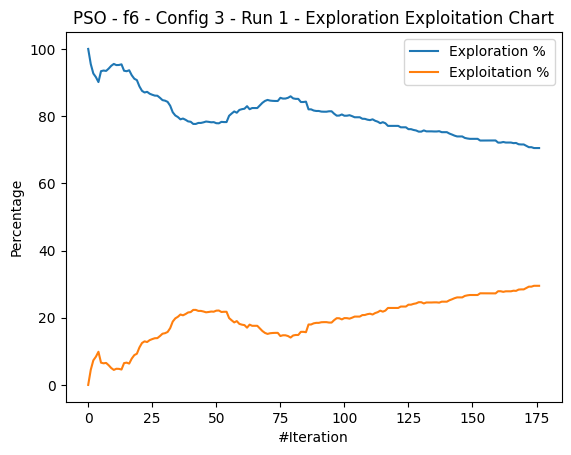 PSO - f6 - Config 3 - Run 1 - Exploration Exploitation Chart
Exploration %
Exploitation %
Percentage
100
80
60
40
20
0
0 25 50 75 100 125 150 175
#Iteration